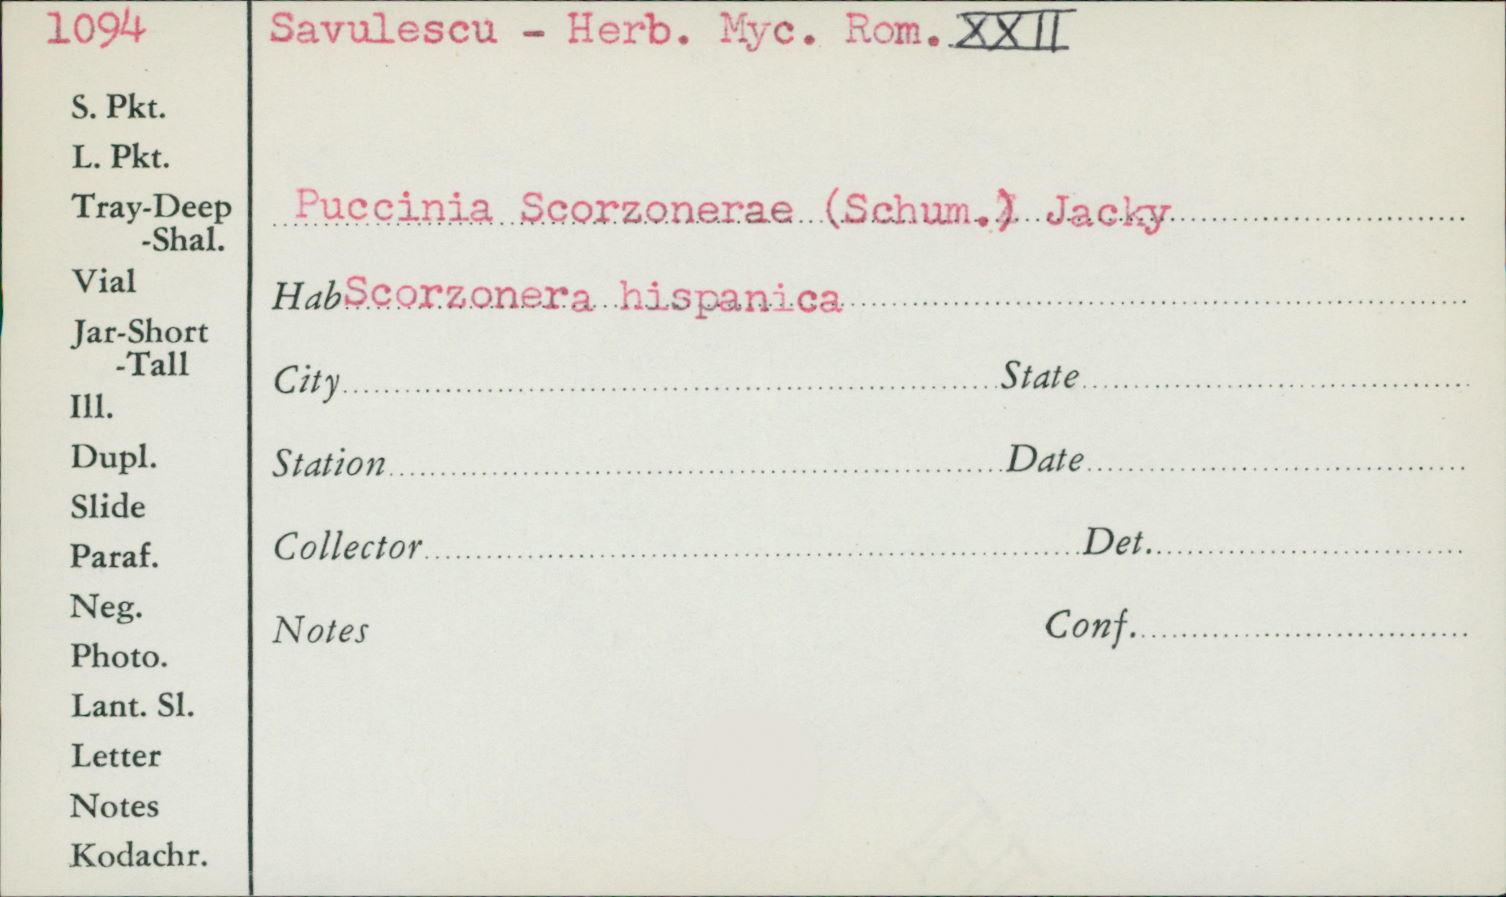 1094
Savulescu - Herb. Myc. Rom. XXII
S. Pkt.
L. Pkt.
Tray-Deep
-Shal.
Vial
Jar-Short
-Tall
Ill.
Dupl.
Slide
Paraf.
Neg.
Photo.
Lant. Sl.
Letter
Notes
Kodachr.
Puccinia Scorzonerae (Schum.) Jacky
Hab Scorzonera hispanica
City State
Station Date
Collector Det.
Notes Conf.